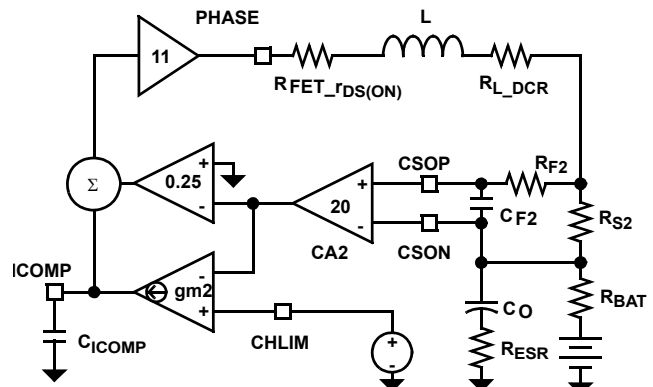 PHASE
L
11
RFET_rDS(ON)
RL_DCR
Σ
0.25
+
-
20
+
-
CA2
CSOP
CSON
RF2
CF2
RS2
ICOMP
gm2
-
+
CICOMP
CHLIM
+
-
CO
RESR
RBAT